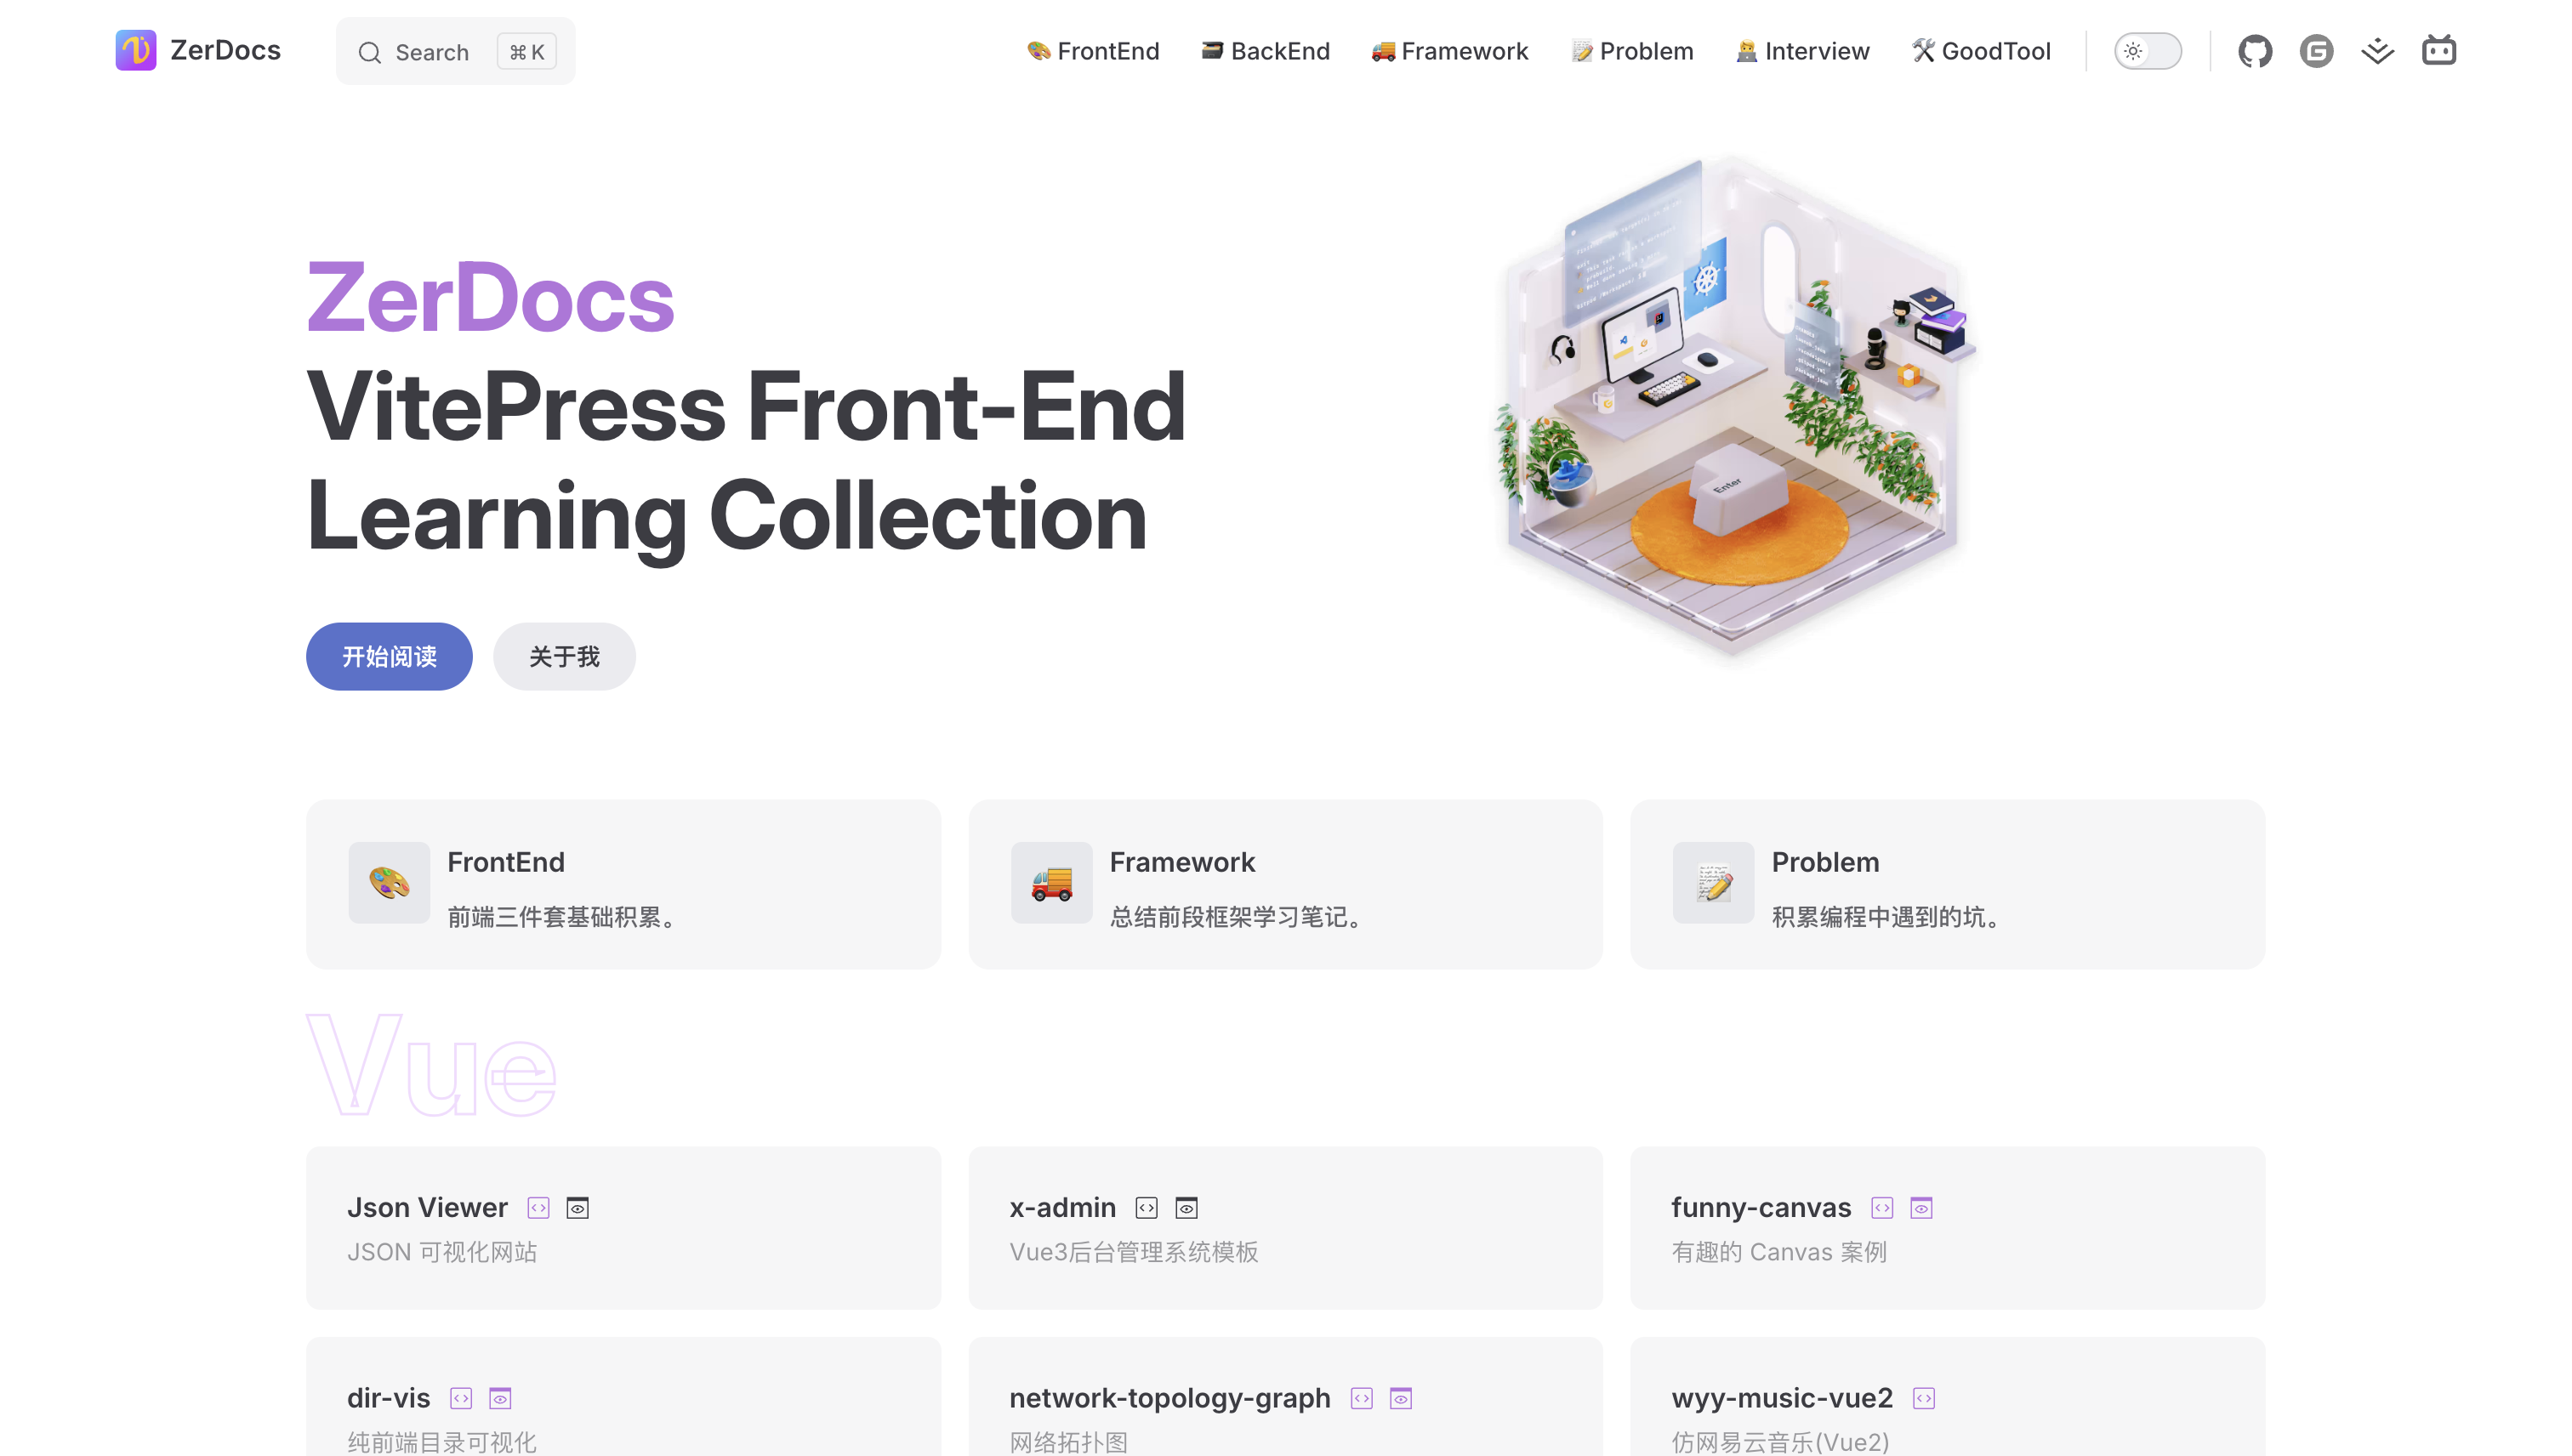 ZerDocs
Search ⌘ K
FrontEnd
BackEnd
Framework
Problem
Interview
GoodTool
ZerDocs
VitePress Front-End
Learning Collection
开始阅读
关于我
Enter
FrontEnd
前端三件套基础积累。
Framework
总结前段框架学习笔记。
Problem
积累编程中遇到的坑。
Vue
Json Viewer
JSON 可视化网站
x-admin
Vue3后台管理系统模板
funny-canvas
有趣的 Canvas 案例
dir-vis
纯前端目录可视化
network-topology-graph
网络拓扑图
wyy-music-vue2
仿网易云音乐(Vue2)